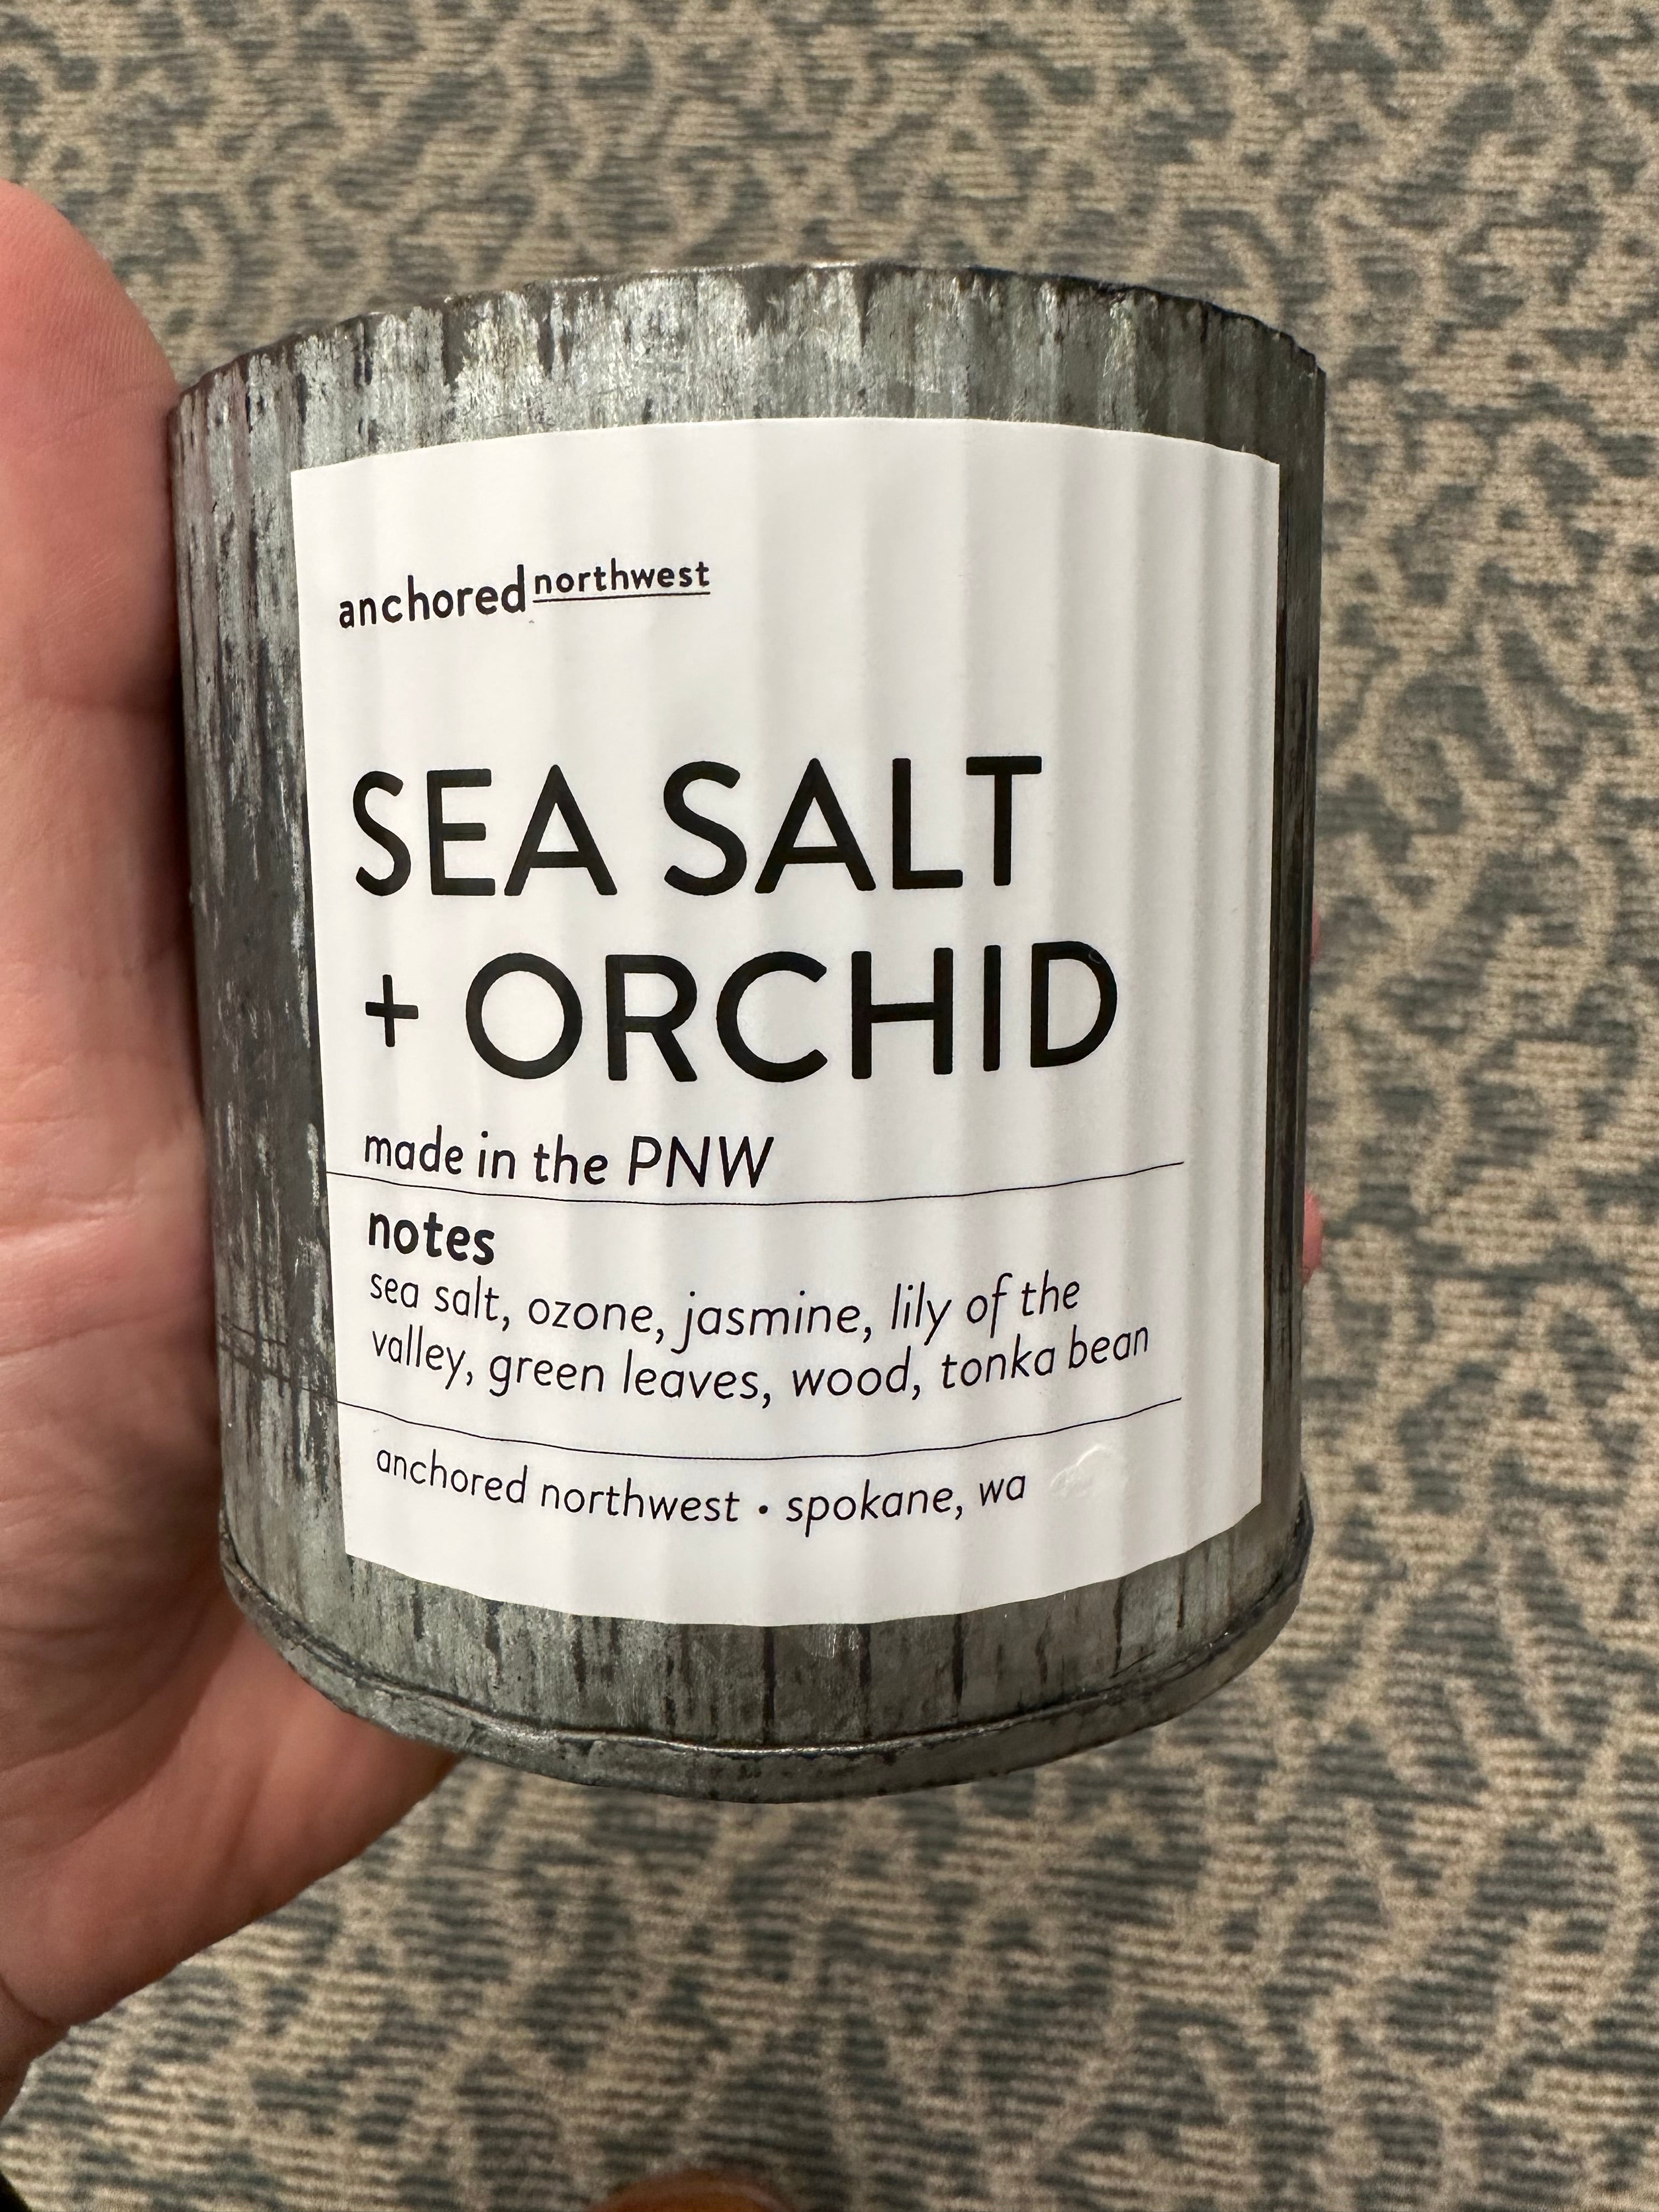 anchored northwest
SEA SALT
+ ORCHID
made in the PNW
notes
sea salt, ozone, jasmine, lily of the
valley, green leaves, wood, tonka bean
anchored northwest • spokane, wa